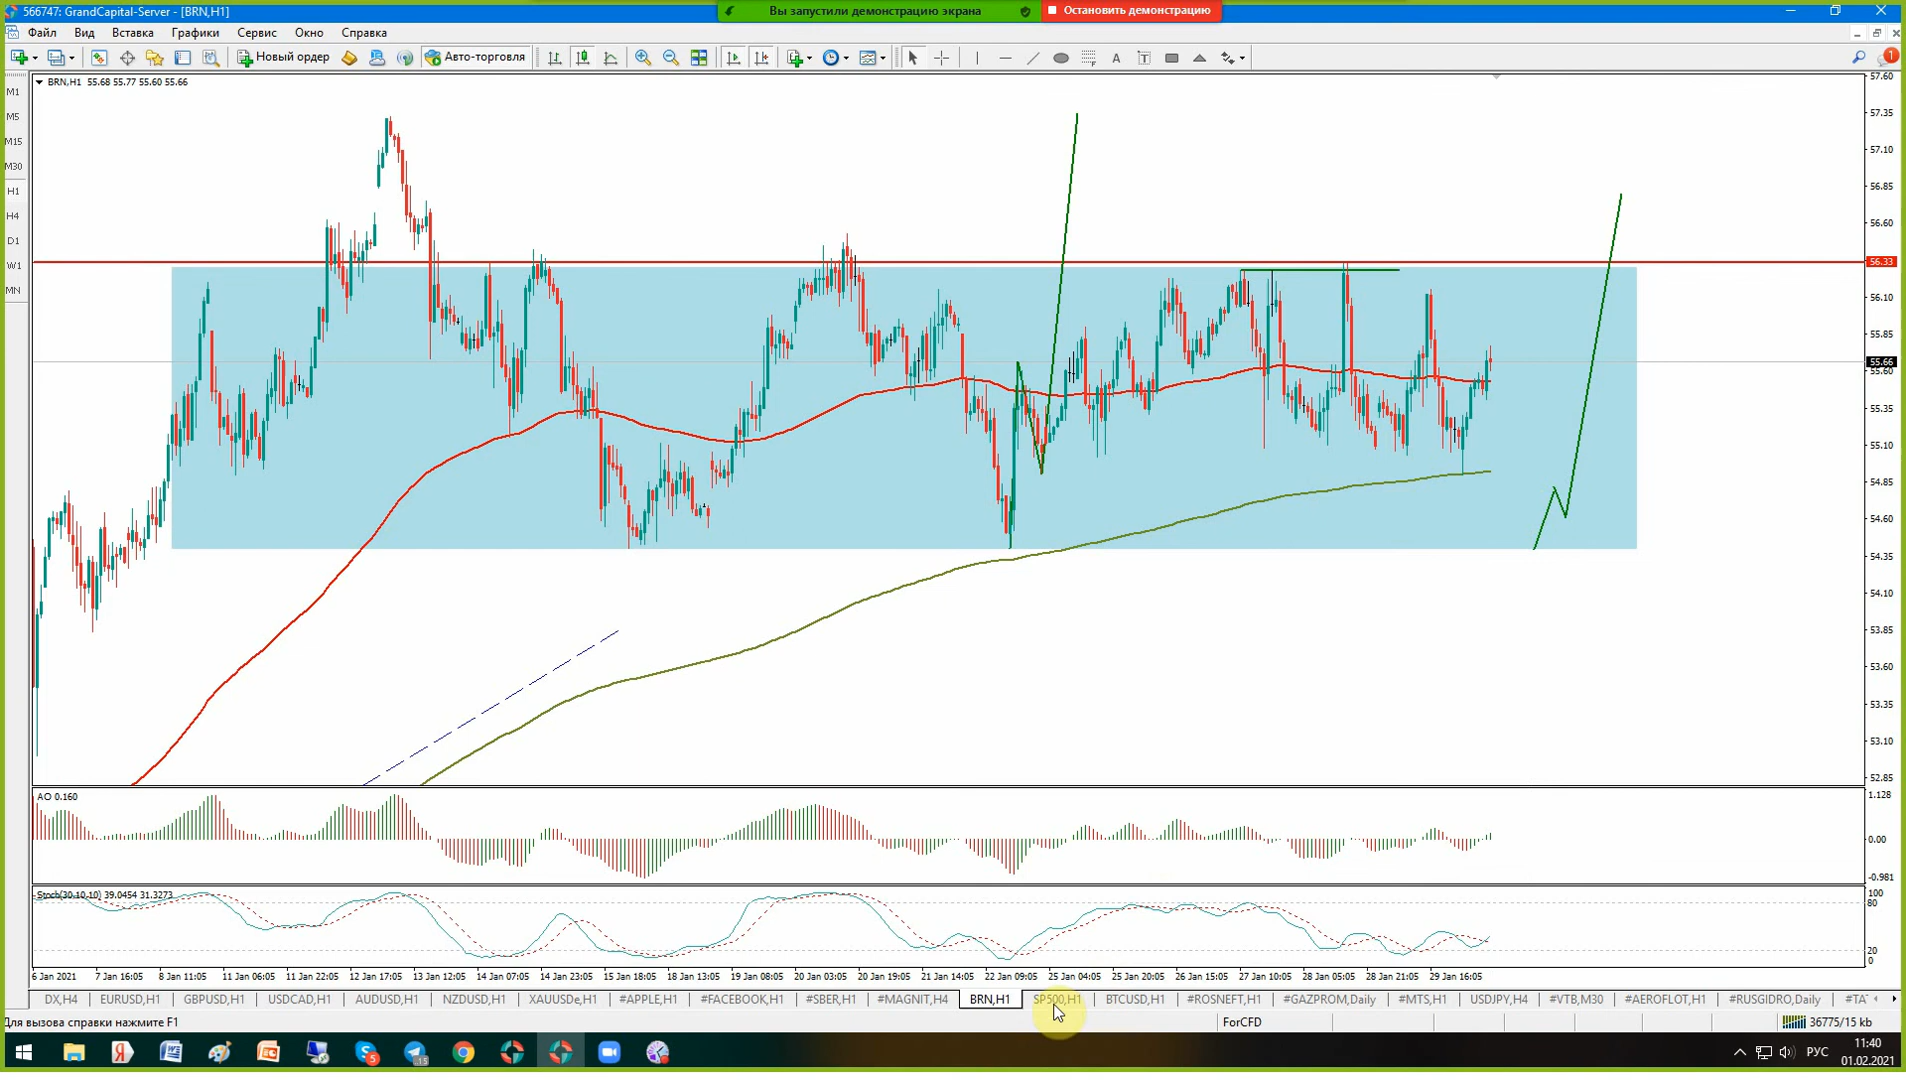 566747: GrandCapital-Server - [BRN,H1]
Вы запустили демонстрацию экрана
Остановить демонстрацию
Файл Вид Вставка Графики Сервис Окно Справка
Новый ордер
Авто-торговля
A
T
1
BRN,H1 55.68 55.77 55.60 55.66
M1
M5
M15
M30
H1
H4
D1
W1
MN
57.60
57.35
57.10
56.85
56.60
56.33
56.10
55.85
55.66
55.60
55.35
55.10
54.85
54.60
54.35
54.10
53.85
53.60
53.35
53.10
52.85
AO 0.160
1.128
0.00
-0.981
Stoch(30,10,10) 39.0454 31.3273
100
80
20
0
6 Jan 2021 7 Jan 16:05 8 Jan 11:05 11 Jan 06:05 11 Jan 22:05 12 Jan 17:05 13 Jan 12:05 14 Jan 07:05 14 Jan 23:05 15 Jan 18:05 18 Jan 13:05 19 Jan 08:05 20 Jan 03:05 20 Jan 19:05 21 Jan 14:05 22 Jan 09:05 25 Jan 04:05 25 Jan 20:05 26 Jan 15:05 27 Jan 10:05 28 Jan 05:05 28 Jan 21:05 29 Jan 16:05
DX,H4 EURUSD,H1 GBPUSD,H1 USDCAD,H1 AUDUSD,H1 NZDUSD,H1 XAUUSDe,H1 #APPLE,H1 #FACEBOOK,H1 #SBER,H1 #MAGNIT,H4 BRN,H1 SP500,H1 BTCUSD,H1 #ROSNEFT,H1 #GAZPROM,Daily #MTS,H1 USDJPY,H4 #VTB,M30 #AEROFLOT,H1 #RUSGIDRO,Daily #TA
Для вызова справки нажмите F1
ForCFD
36775/15 kb
РУС
11:40
01.02.2021